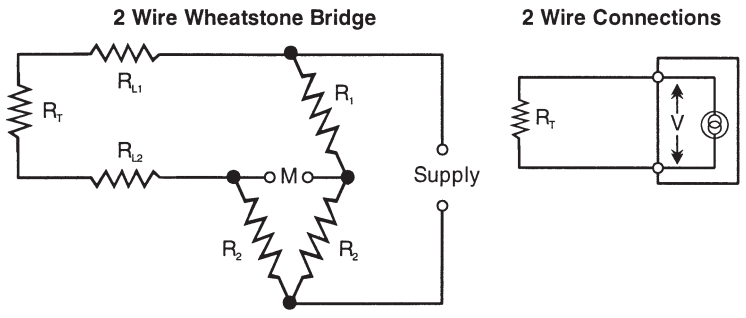 2 Wire Wheatstone Bridge
2 Wire Connections
RL1
R1
RT
RT
V
RL2
M
Supply
R2
R2